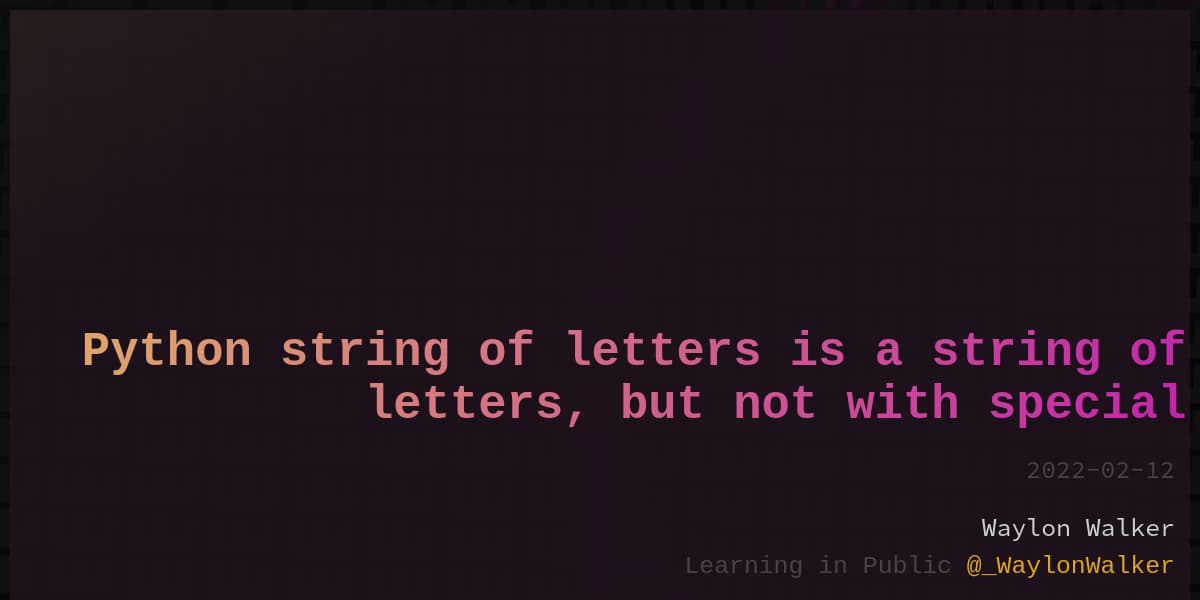 Python string of letters is a string of
letters, but not with special
2022-02-12
Waylon Walker
Learning in Public @_WaylonWalker